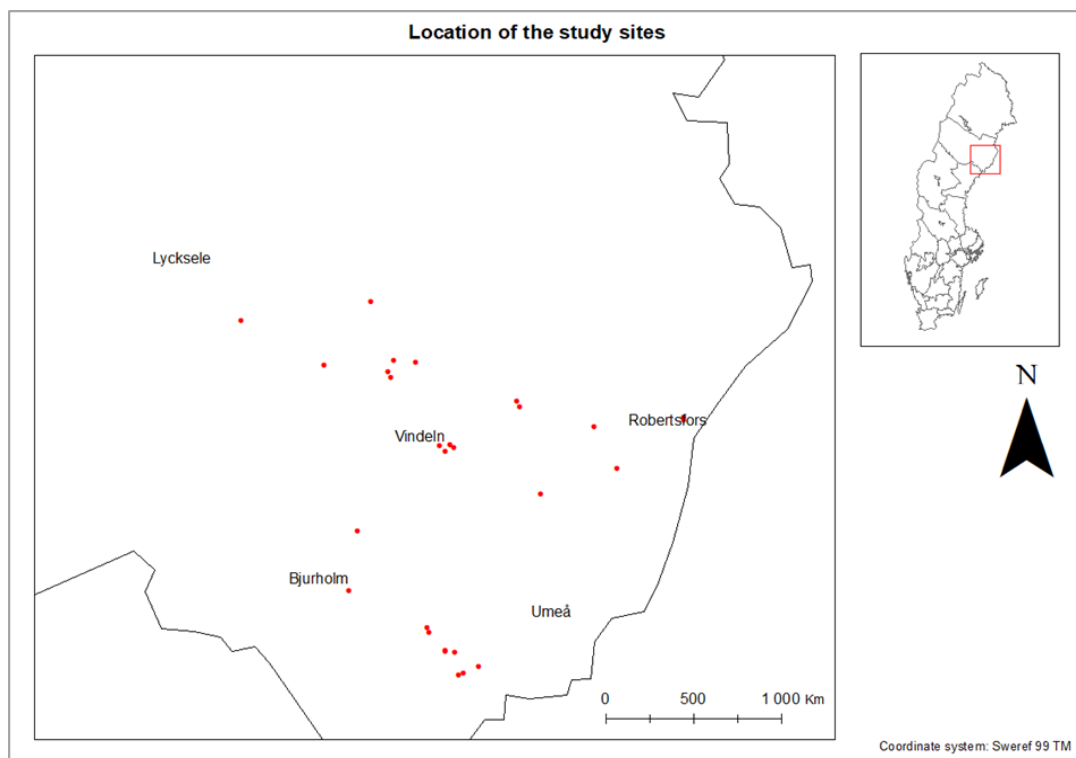 Location of the study sites
Lycksele
Robertsfors
Vindeln
Bjurholm
Umeå
0 500 1 000 Km
N
Coordinate system: Sweref 99 TM